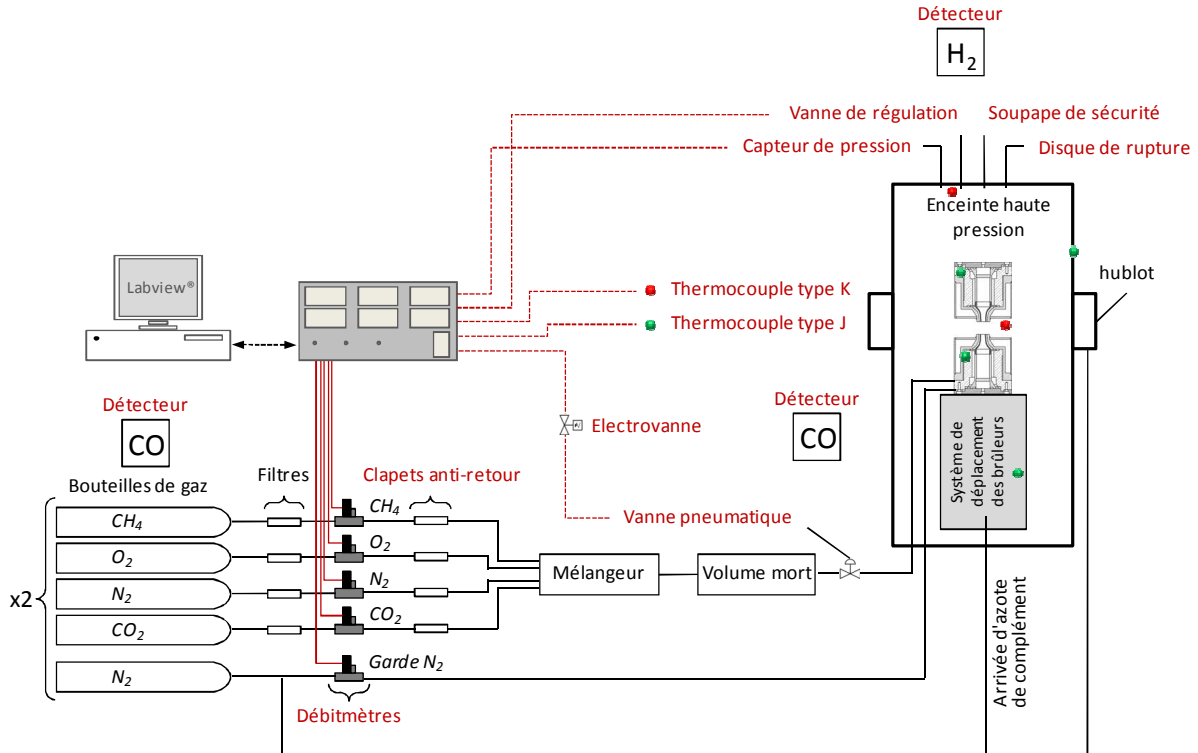 Détecteur
H2
Vanne de régulation
Soupape de sécurité
Capteur de pression
Disque de rupture
Enceinte haute
pression
Labview®
hublot
Thermocouple type K
Thermocouple type J
Détecteur
CO
Détecteur
CO
Electrovanne
Système de
déplacement
des brûleurs
Bouteilles de gaz
Filtres
Clapets anti-retour
CH4
CH4
Vanne pneumatique
O2
O2
Mélangeur
Volume mort
x2
N2
N2
CO2
CO2
N2
Garde N2
Débitmètres
Arrivée d'azote
de complément